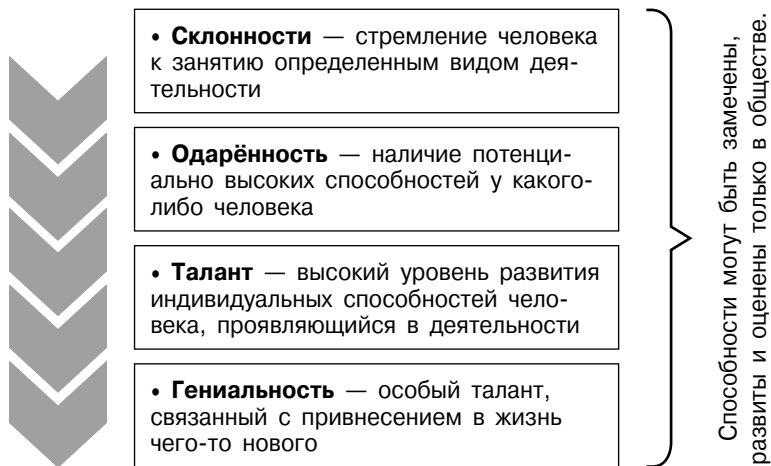 • Склонности — стремление человека
к занятию определенным видом дея-
тельности
• Одарённость — наличие потенци-
ально высоких способностей у какого-
либо человека
• Талант — высокий уровень развития
индивидуальных способностей чело-
века, проявляющийся в деятельности
• Гениальность — особый талант,
связанный с привнесением в жизнь
чего-то нового
Способности могут быть замечены,
развиты и оценены только в обществе.